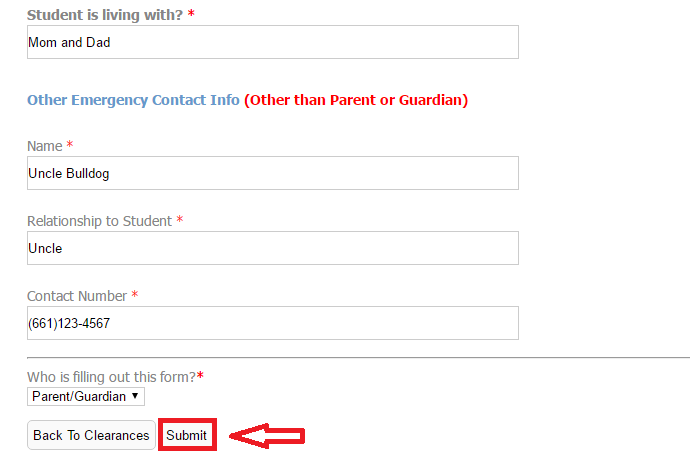 Student is living with? *
Mom and Dad
Other Emergency Contact Info (Other than Parent or Guardian)
Name *
Uncle Bulldog
Relationship to Student *
Uncle
Contact Number *
(661)123-4567
Who is filling out this form?*
Parent/Guardian
Back To Clearances Submit